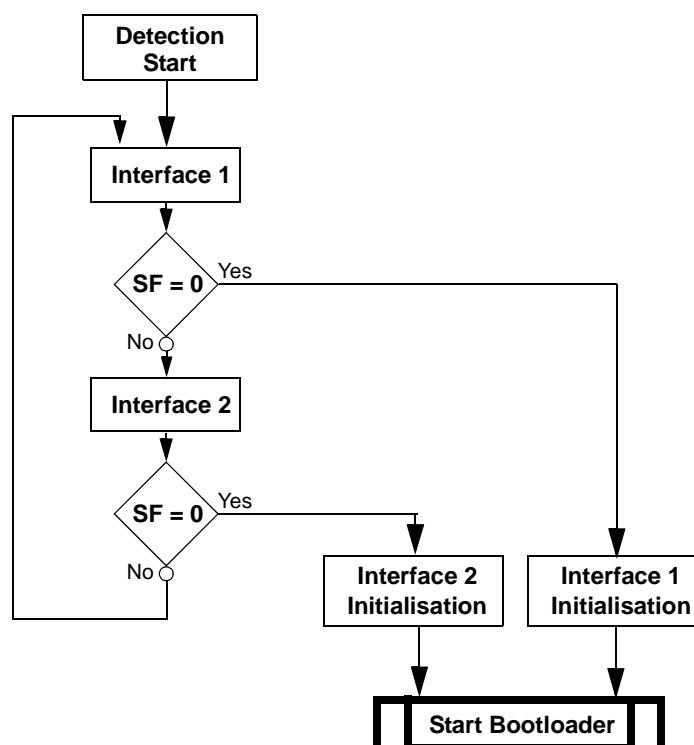 Detection
Start
Interface 1
SF = 0
Yes
No
Interface 2
SF = 0
Yes
No
Interface 2
Initialisation
Interface 1
Initialisation
Start Bootloader